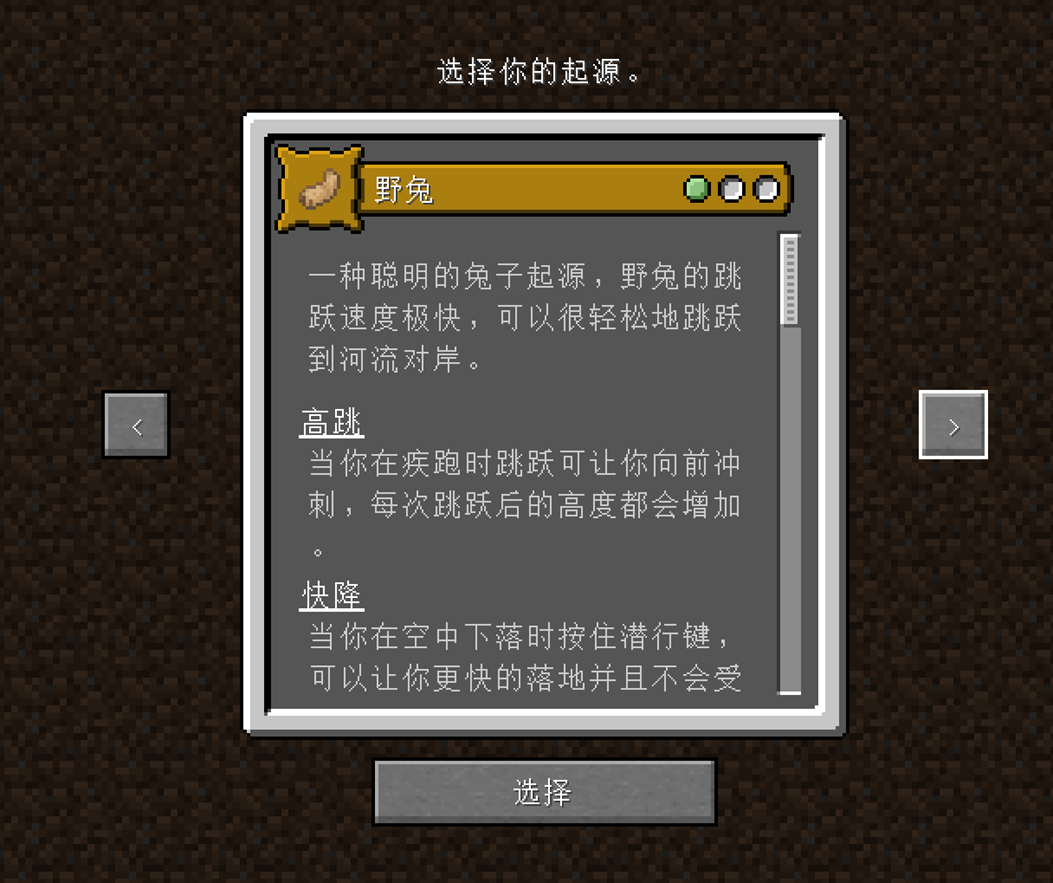 选择你的起源。
野兔
一种聪明的兔子起源，野兔的跳
跃速度极快，可以很轻松地跳跃
到河流对岸。
高跳
当你在疾跑时跳跃可让你向前冲
刺，每次跳跃后的高度都会增加
。
快降
当你在空中下落时按住潜行键，
可以让你更快的落地并且不会受
<
>
选择